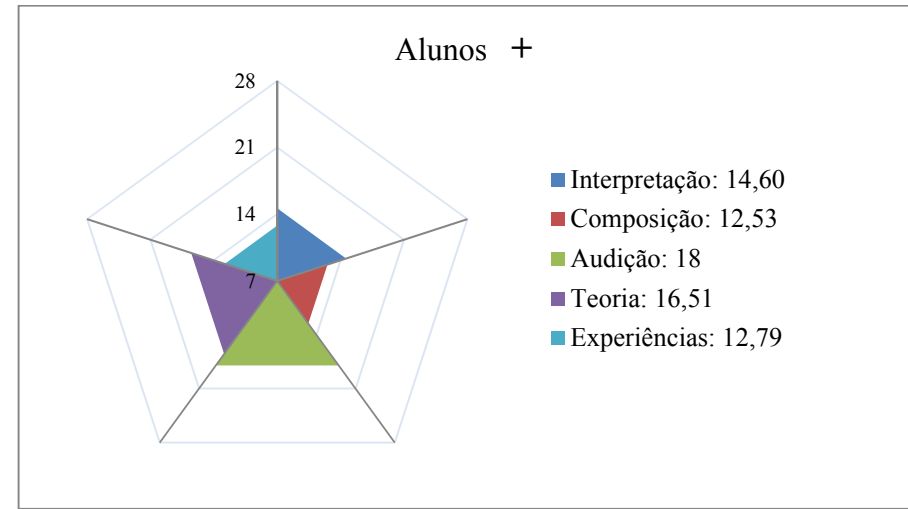 Alunos +
28
21
14
7
Interpretação: 14,60
Composição: 12,53
Audição: 18
Teoria: 16,51
Experiências: 12,79